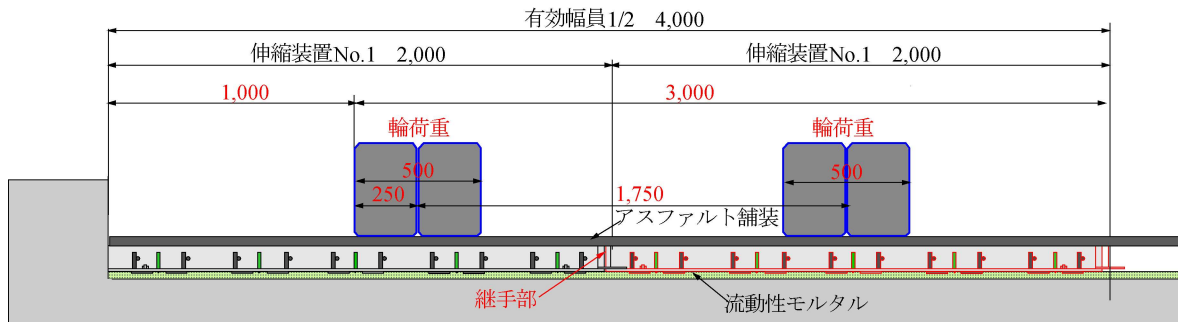 有効幅員1/2 4,000
伸縮装置No.1 2,000
伸縮装置No.1 2,000
1,000
3,000
輪荷重
輪荷重
500
500
250
1,750
アスファルト舗装
継手部
流動性モルタル